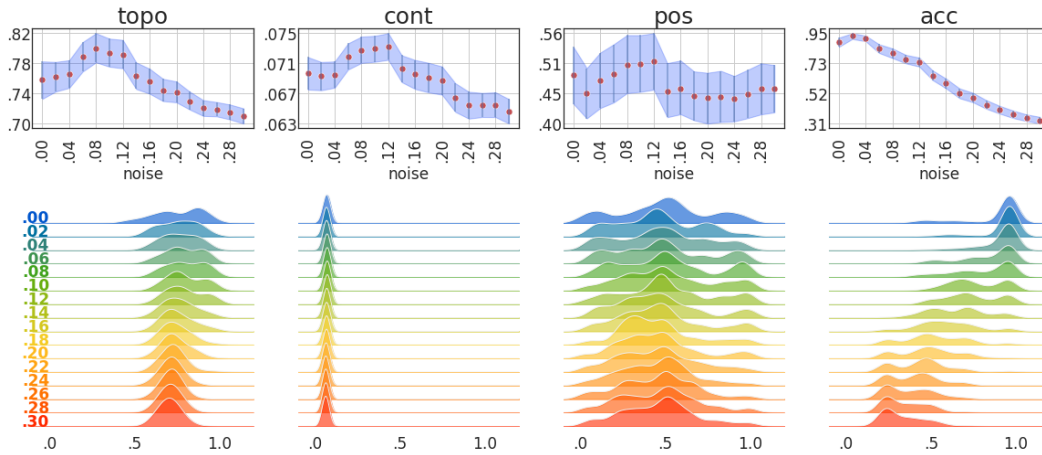 topo cont pos acc
.82 .075 .56 .95
.78 .071 .51 .73
.74 .067 .45 .52
.70 .063 .40 .31
.00 .04 .08 .12 .16 .20 .24 .28 .00 .04 .08 .12 .16 .20 .24 .28 .00 .04 .08 .12 .16 .20 .24 .28 .00 .04 .08 .12 .16 .20 .24 .28
noise noise noise noise
.00
.02
.04
.06
.08
.10
.12
.14
.16
.18
.20
.22
.24
.26
.28
.30
.0 .5 1.0 .0 .5 1.0 .0 .5 1.0 .0 .5 1.0